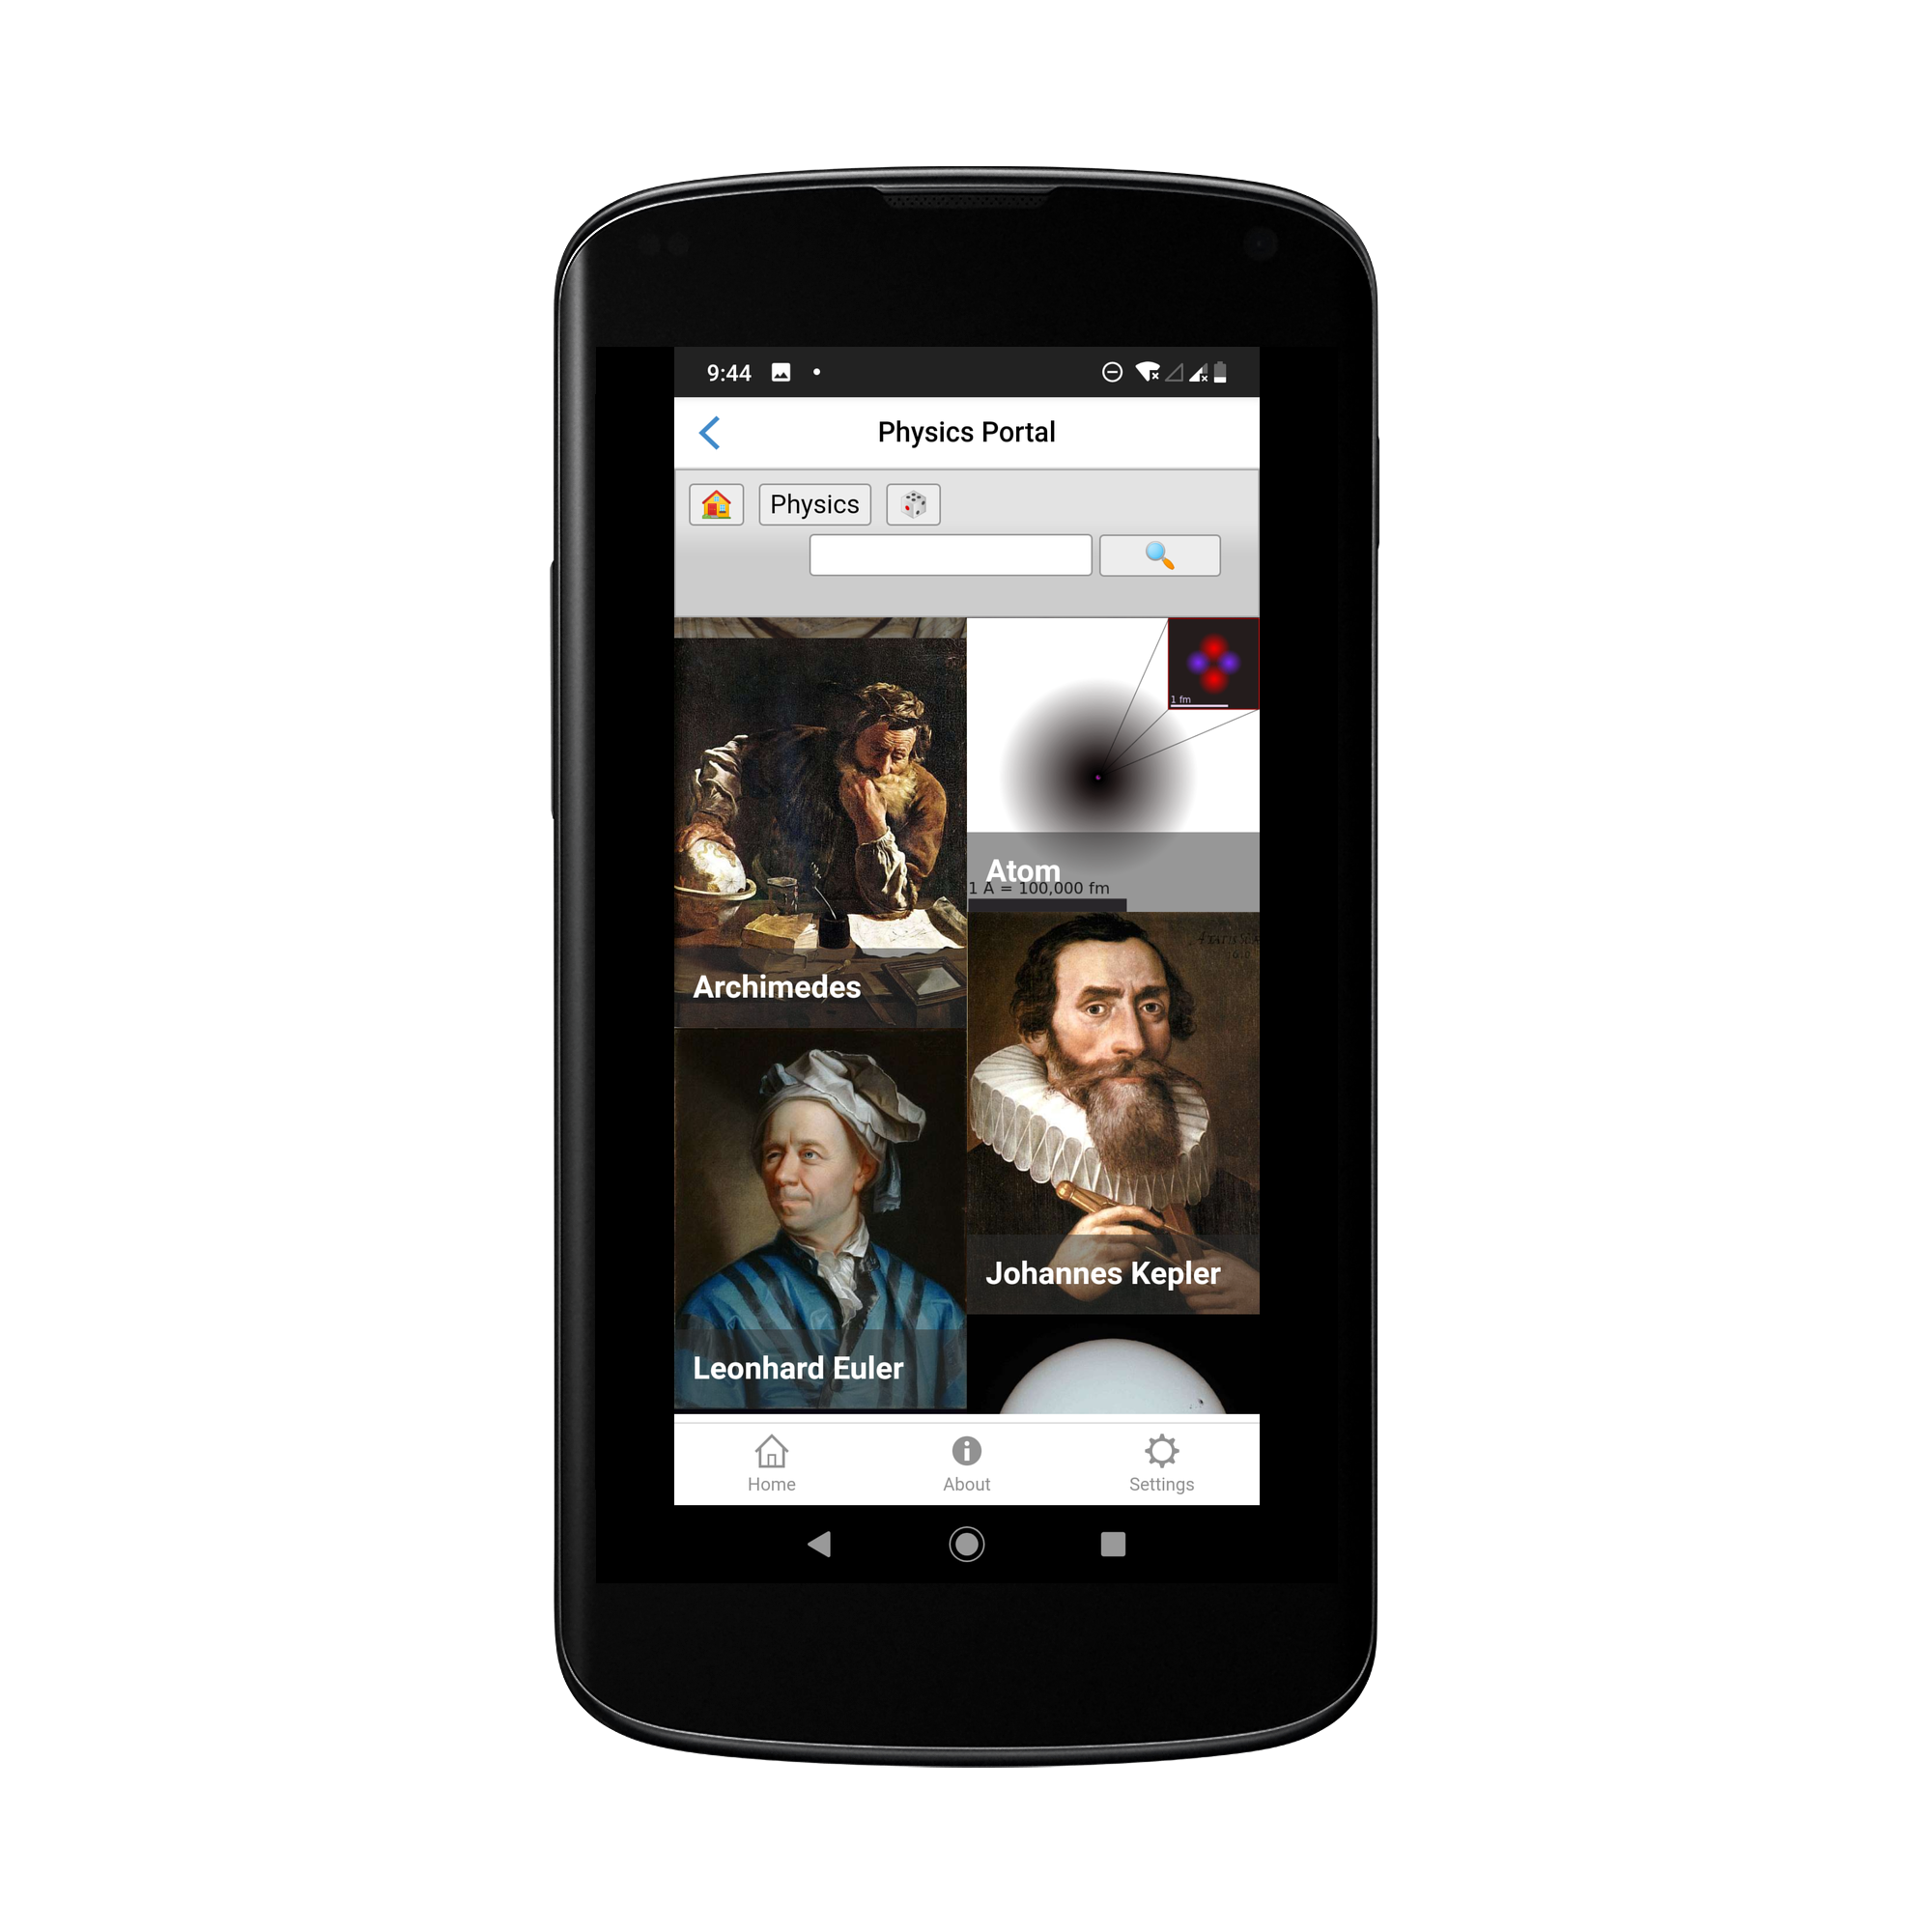 9:44
Physics Portal
Physics
1 fm
Atom
1 A = 100,000 fm
Archimedes
Johannes Kepler
Leonhard Euler
Home
About
Settings